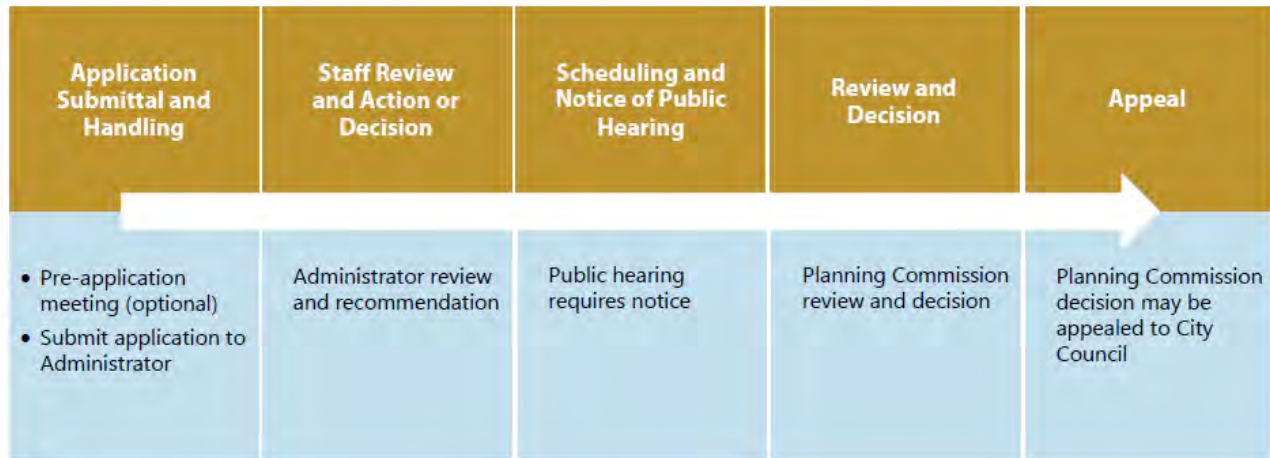 Application
Submittal and
Handling
Staff Review
and Action or
Decision
Scheduling and
Notice of Public
Hearing
Review and
Decision
Appeal
• Pre-application
meeting (optional)
• Submit application to
Administrator
Administrator review
and recommendation
Public hearing
requires notice
Planning Commission
review and decision
Planning Commission
decision may be
appealed to City
Council